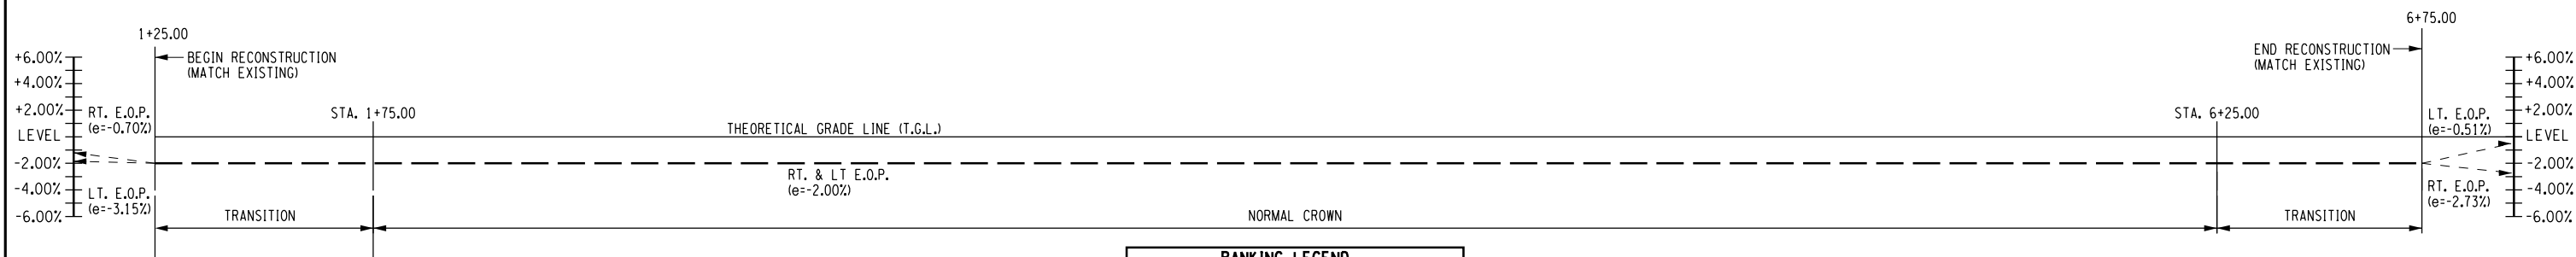 1+25.00
6+75.00
BEGIN RECONSTRUCTION
(MATCH EXISTING)
END RECONSTRUCTION
(MATCH EXISTING)
+6.00%
+4.00%
+2.00%
LEVEL
-2.00%
-4.00%
-6.00%
RT. E.O.P.
(e=-0.70%)
LT. E.O.P.
(e=-3.15%)
STA. 1+75.00
THEORETICAL GRADE LINE (T.G.L.)
RT. & LT E.O.P.
(e=-2.00%)
STA. 6+25.00
LT. E.O.P.
(e=-0.51%)
RT. E.O.P.
(e=-2.73%)
+6.00%
+4.00%
+2.00%
LEVEL
-2.00%
-4.00%
-6.00%
TRANSITION
NORMAL CROWN
TRANSITION
BANKING LEGEND